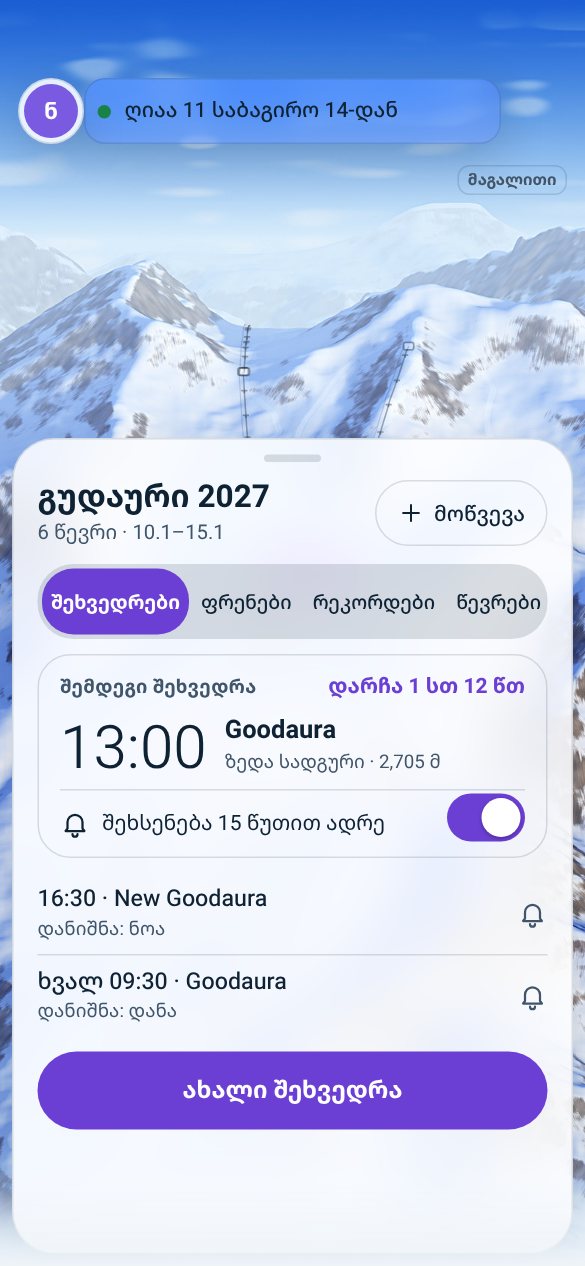 ნ
ღიაა 11 საბაგირო 14-დან
მაგალითი
გუდაური 2027
6 წევრი · 10.1–15.1
+ მოწვევა
შეხვედრები ფრენები რეკორდები წევრები
შემდეგი შეხვედრა დარჩა 1 სთ 12 წთ
13:00 Goodaura
ზედა სადგური · 2,705 მ
შეხსენება 15 წუთით ადრე
16:30 · New Goodaura
დანიშნა: ნოა
ხვალ 09:30 · Goodaura
დანიშნა: დანა
ახალი შეხვედრა